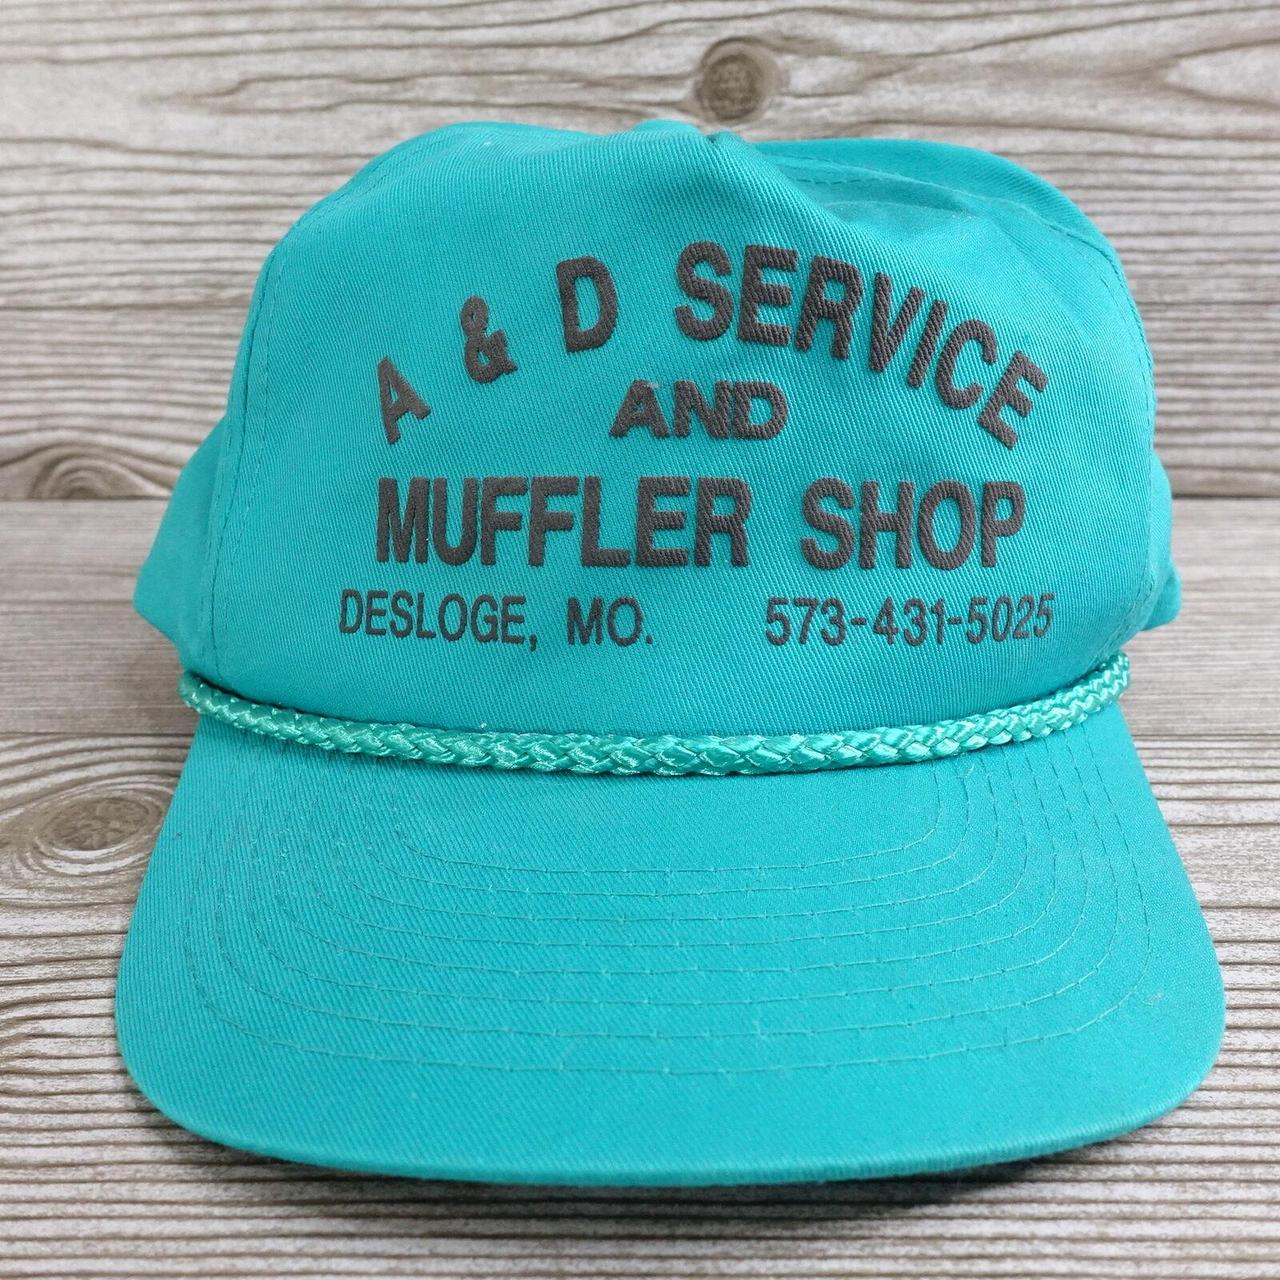 A & D SERVICE
AND
MUFFLER SHOP
DESLOGE, MO. 573-431-5025